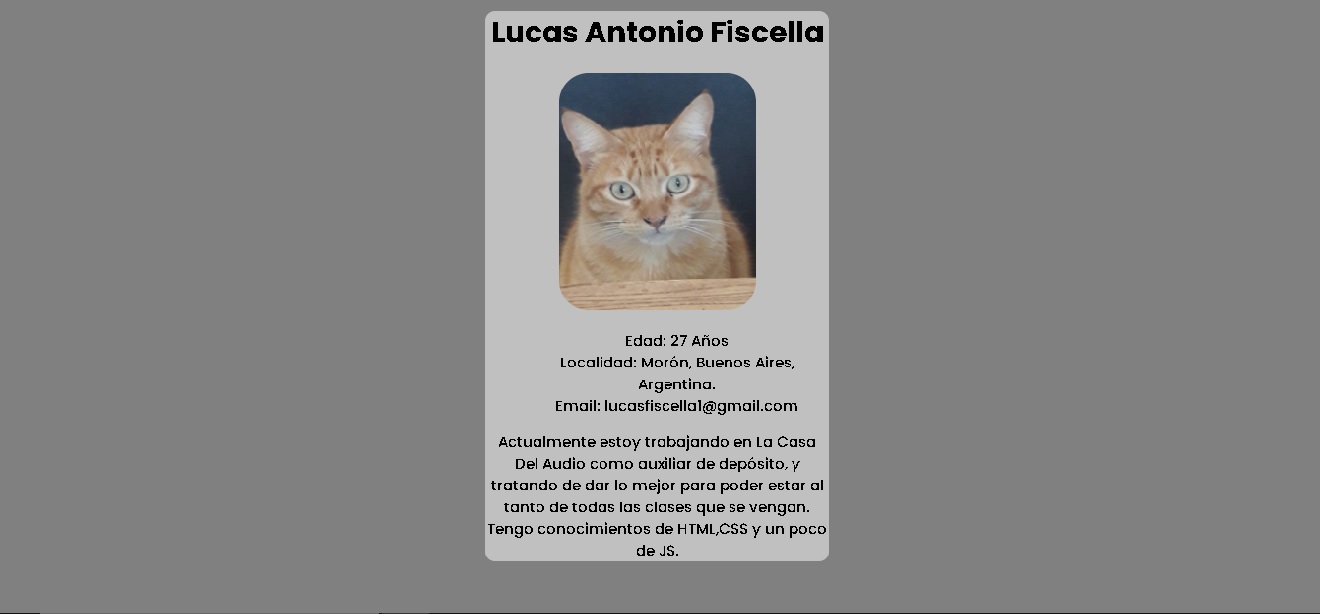 Lucas Antonio Fiscella
Edad: 27 Años
Localidad: Morón, Buenos Aires,
Argentina.
Email: lucasfiscella1@gmail.com
Actualmente estoy trabajando en La Casa
Del Audio como auxiliar de depósito, y
tratando de dar lo mejor para poder estar al
tanto de todas las clases que se vengan.
Tengo conocimientos de HTML,CSS y un poco
de JS.